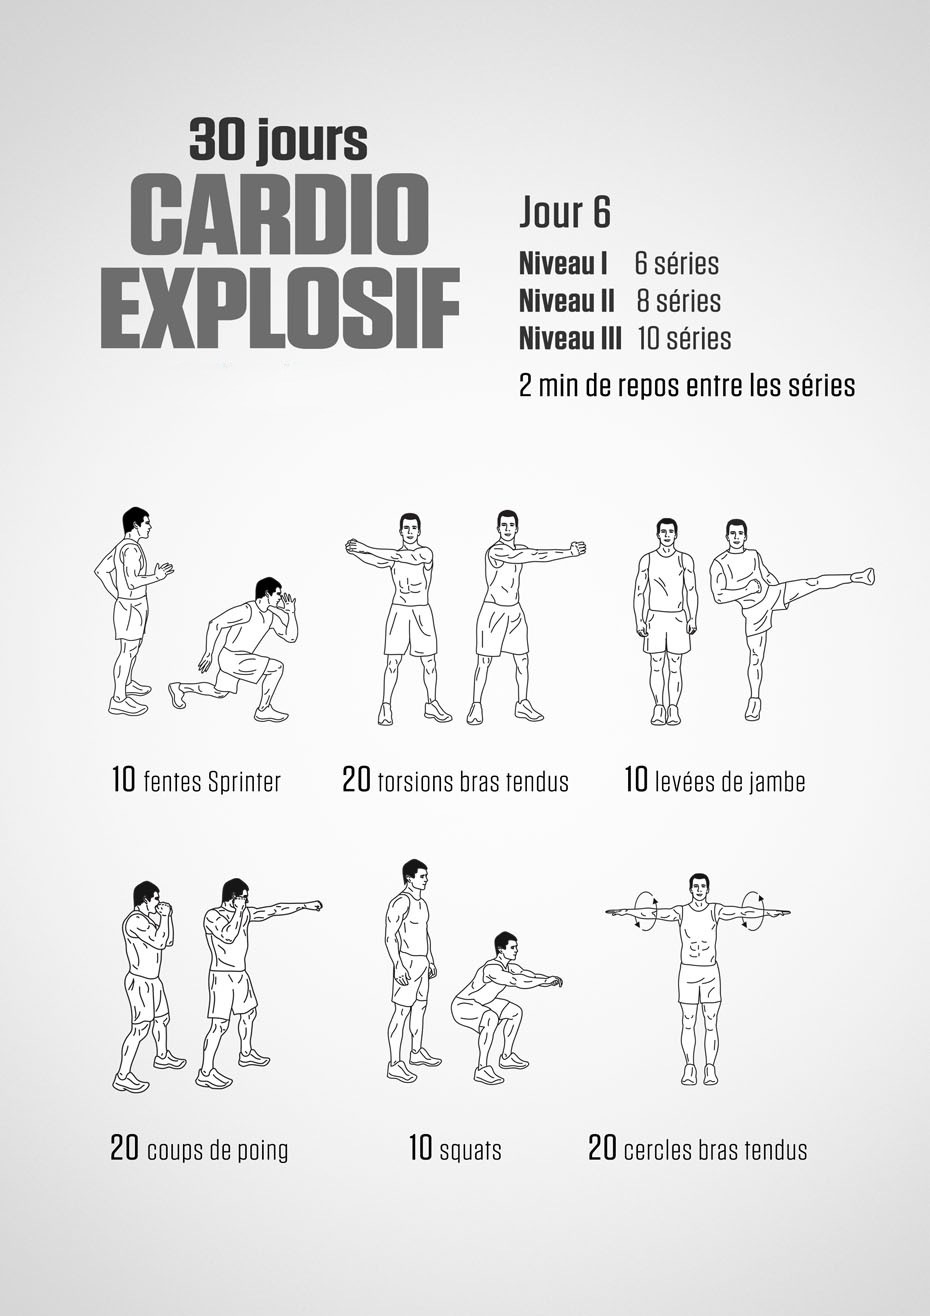 30 jours
CARDIO
EXPLOSIF
Jour 6
Niveau I 6 séries
Niveau II 8 séries
Niveau III 10 séries
2 min de repos entre les séries
10 fentes Sprinter
20 torsions bras tendus
10 levées de jambe
20 coups de poing
10 squats
20 cercles bras tendus